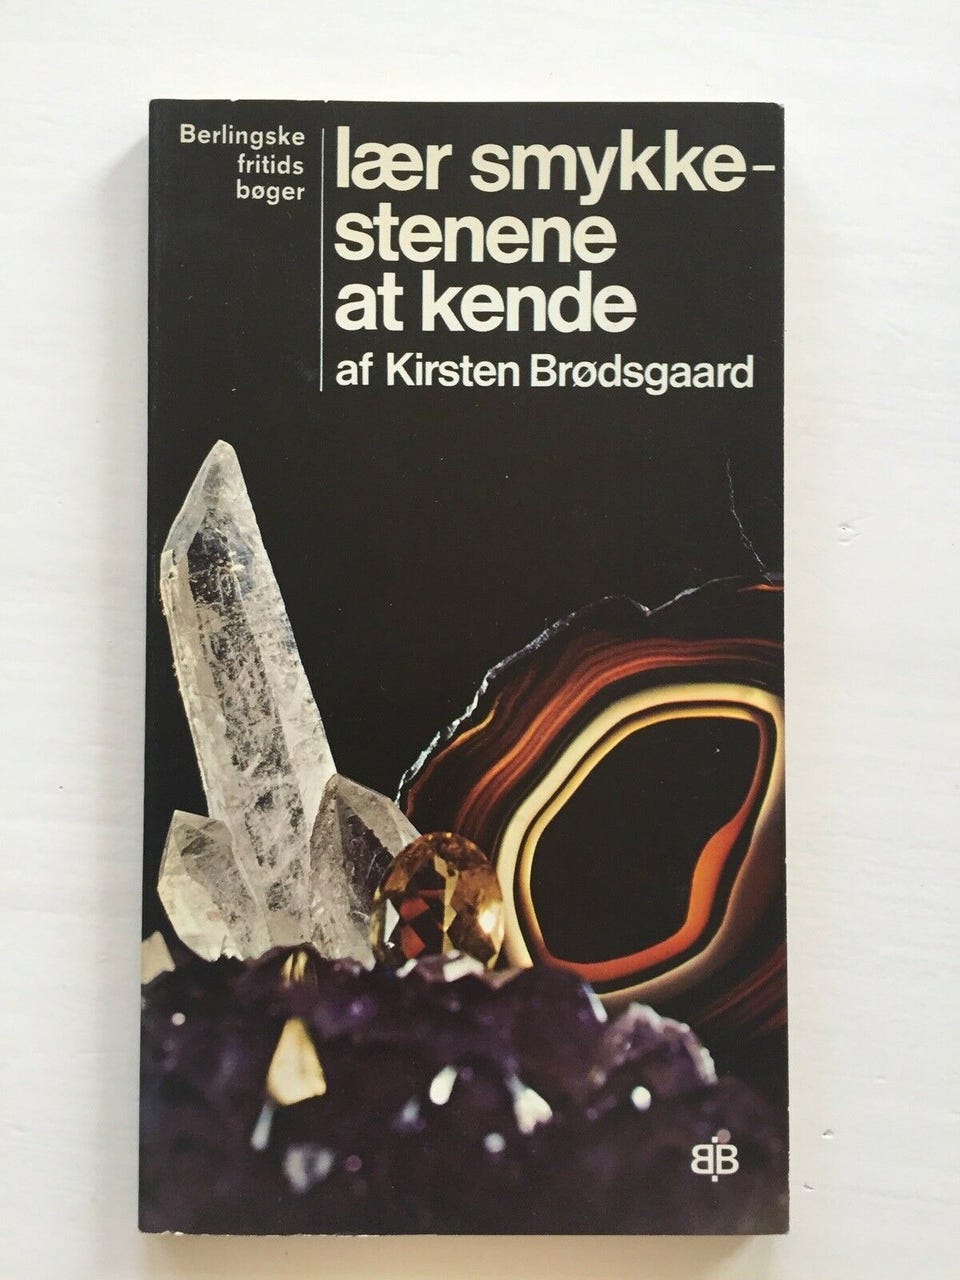 Berlingske
fritids
bøger
lær smykke-
stenene
at kende
af Kirsten Brødsgaard
BB